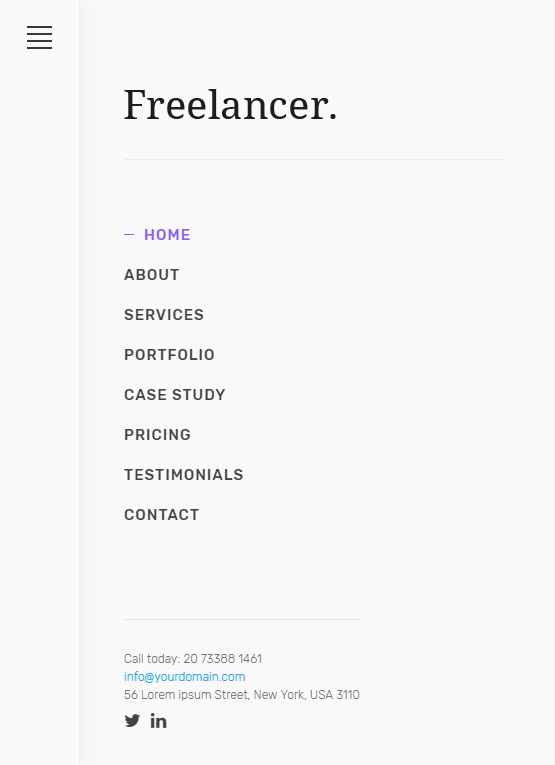 Freelancer.
HOME
ABOUT
SERVICES
PORTFOLIO
CASE STUDY
PRICING
TESTIMONIALS
CONTACT
Call today: 20 73388 1461
info@yourdomain.com
56 Lorem ipsum Street, New York, USA 3110